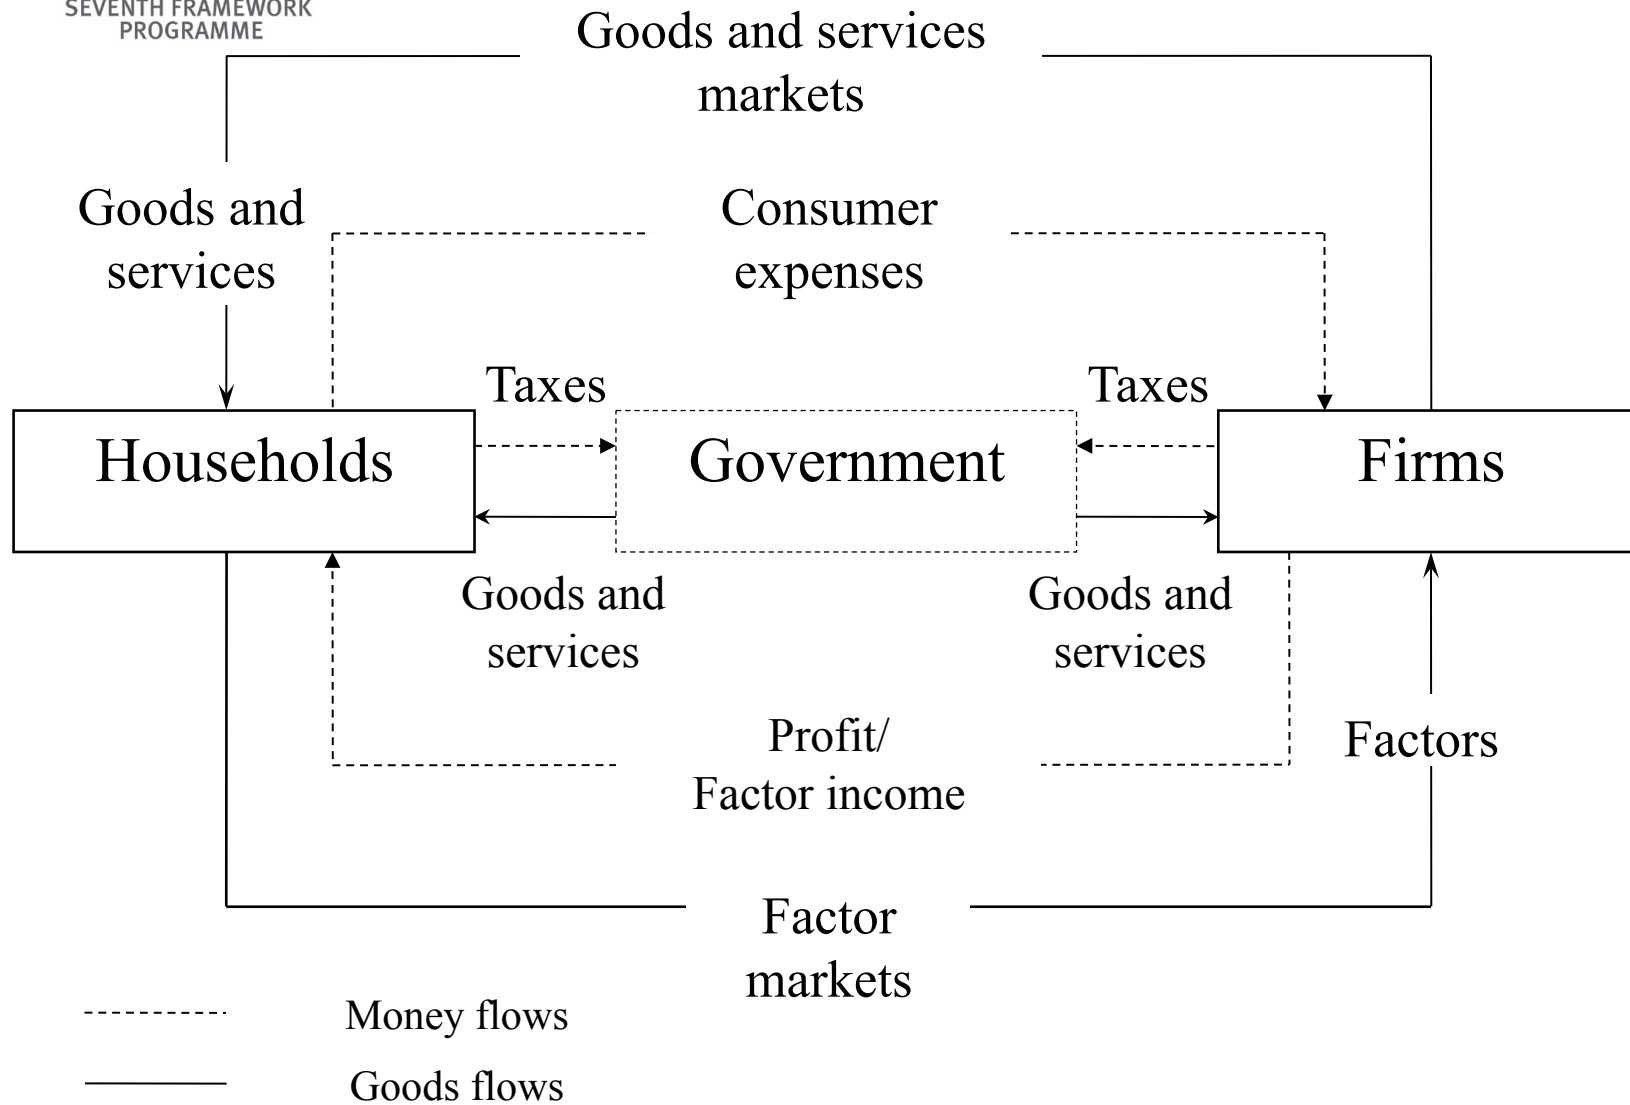 SEVENTH FRAMEWORK
PROGRAMME
Goods and services
markets
Goods and
services
Consumer
expenses
Taxes
Taxes
Households
Government
Firms
Goods and
services
Goods and
services
Profit/
Factor income
Factors
Factor
markets
Money flows
Goods flows